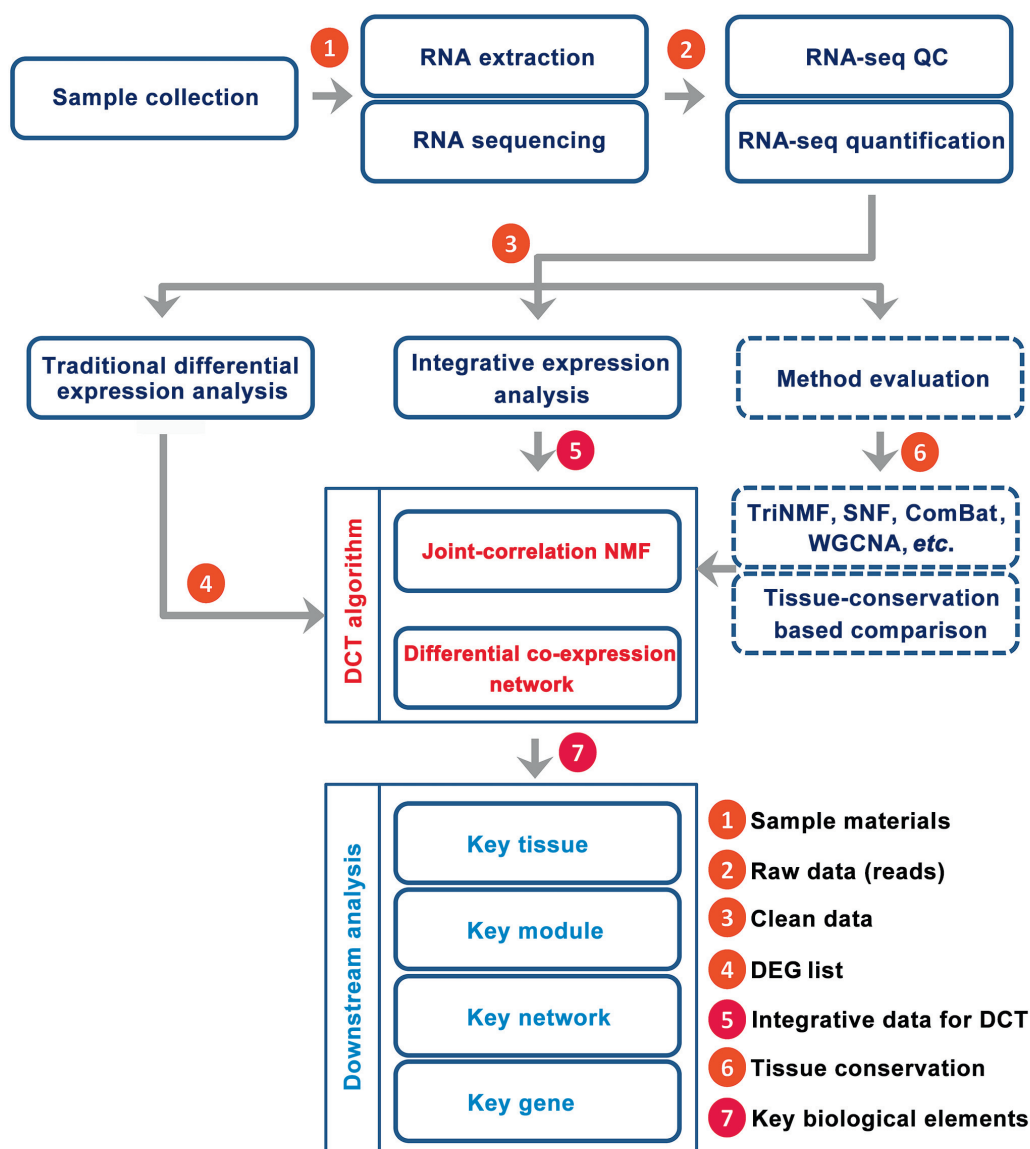 1
2
Sample collection
RNA extraction
RNA sequencing
RNA-seq QC
RNA-seq quantification
3
Traditional differential
expression analysis
Integrative expression
analysis
Method evaluation
5
6
4
DCT algorithm
Joint-correlation NMF
Differential co-expression
network
TriNMF, SNF, ComBat,
WGCNA, etc.
Tissue-conservation
based comparison
7
Downstream analysis
Key tissue
Key module
Key network
Key gene
1 Sample materials
2 Raw data (reads)
3 Clean data
4 DEG list
5 Integrative data for DCT
6 Tissue conservation
7 Key biological elements